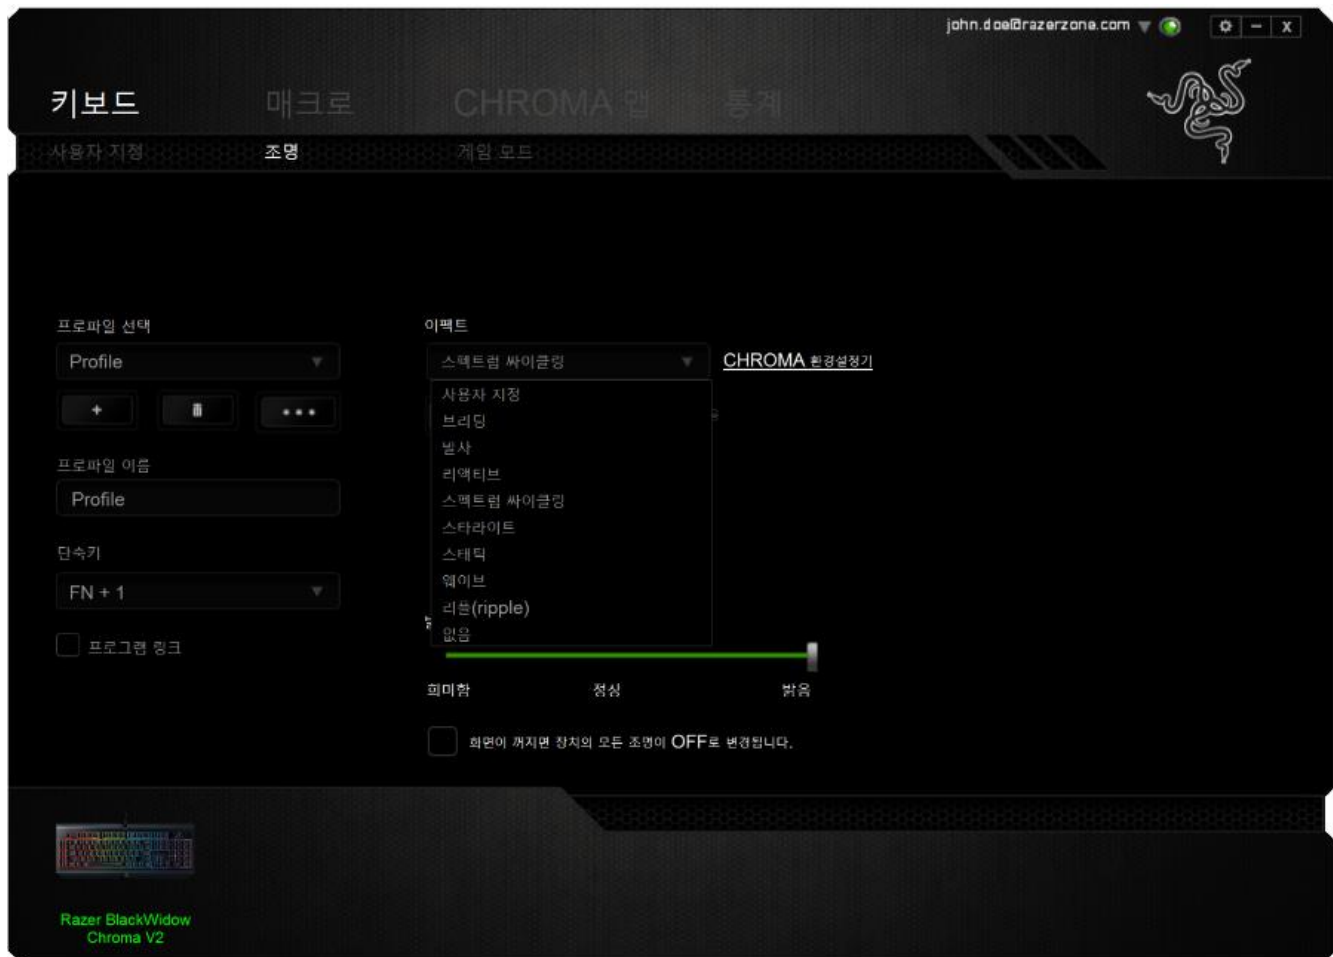 john.doe@razerzone.com
키보드 매크로 CHROMA 앱 통계
사용자 지정 조명 게임 모드
프로파일 선택 이펙트
Profile 스펙트럼 싸이클링 CHROMA 환경설정기
사용자 지정
브리딩
발사
프로파일 이름
리액티브
Profile 스펙트럼 싸이클링
스타라이트
단축키 스태틱
웨이브
FN + 1
리플(ripple)
없음
프로그램 링크
희미함 정상 밝음
화면이 꺼지면 장치의 모든 조명이 OFF로 변경됩니다.
Razer BlackWidow
Chroma V2